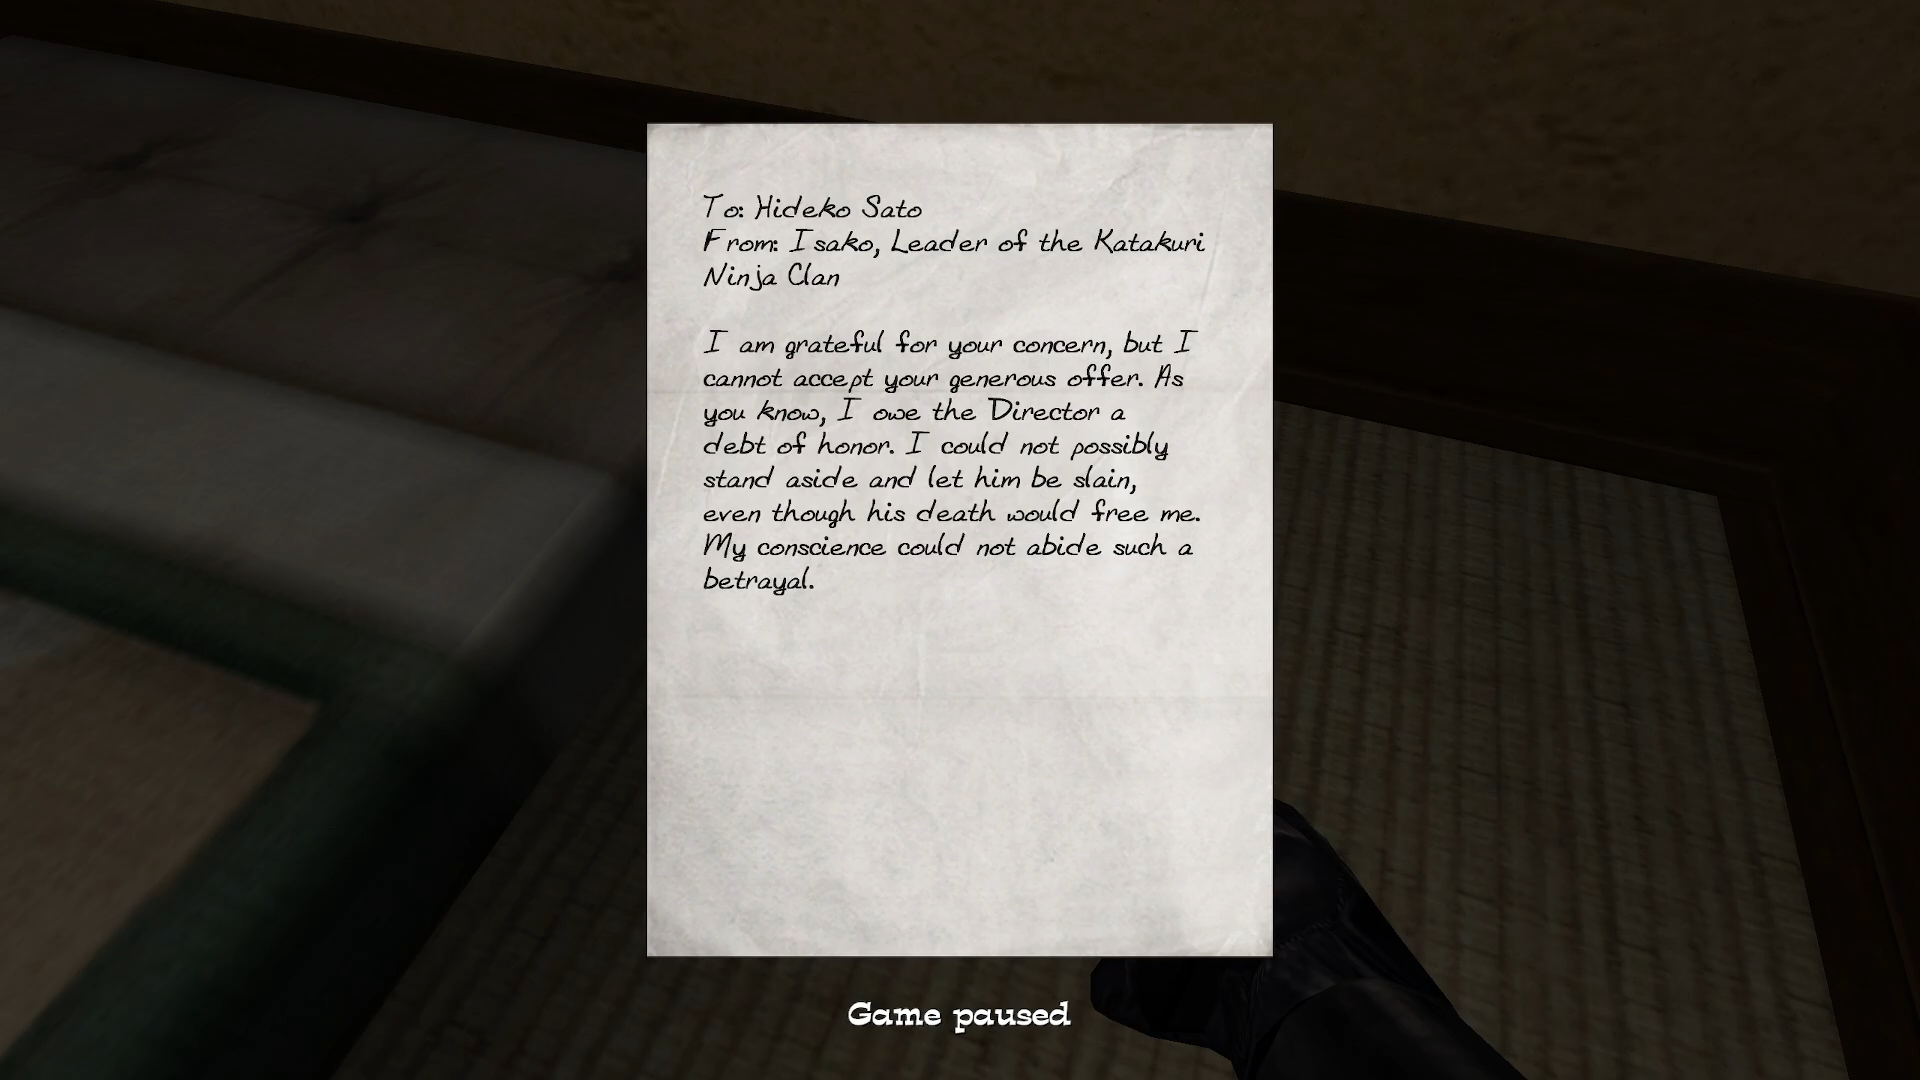 To: Hideko Sato
From: Isako, Leader of the Katakuri
Ninja Clan
I am grateful for your concern, but I
cannot accept your generous offer. As
you know, I owe the Director a
debt of honor. I could not possibly
stand aside and let him be slain,
even though his death would free me.
My conscience could not abide such a
betrayal.
Game paused